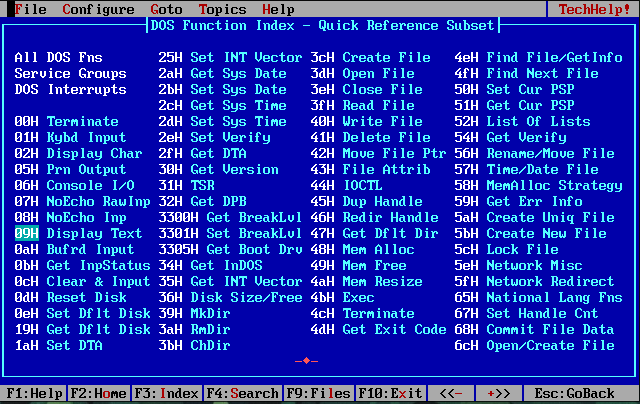 File Configure Goto Topics Help TechHelp!
DOS Function Index - Quick Reference Subset
All DOS Fns 25H Set INT Vector 3cH Create File 4eH Find File/GetInfo
Service Groups 2aH Get Sys Date 3dH Open File 4fH Find Next File
DOS Interrupts 2bH Set Sys Date 3eH Close File 50H Set Cur PSP
2cH Get Sys Time 3fH Read File 51H Get Cur PSP
00H Terminate 2dH Set Sys Time 40H Write File 52H List Of Lists
01H Kybd Input 2eH Set Verify 41H Delete File 54H Get Verify
02H Display Char 2fH Get DTA 42H Move File Ptr 56H Rename/Move File
05H Prn Output 30H Get Version 43H File Attrib 57H Time/Date File
06H Console I/O 31H TSR 44H IOCTL 58H MemAlloc Strategy
07H NoEcho RawInp 32H Get DPB 45H Dup Handle 59H Get Err Info
08H NoEcho Inp 3300H Get BreakLvl 46H Redir Handle 5aH Create Uniq File
09H Display Text 3301H Set BreakLvl 47H Get Dflt Dir 5bH Create New File
0aH Bufrd Input 3305H Get Boot Drv 48H Mem Alloc 5cH Lock File
0bH Get InpStatus 34H Get InDOS 49H Mem Free 5eH Network Misc
0cH Clear & Input 35H Get INT Vector 4aH Mem Resize 5fH Network Redirect
0dH Reset Disk 36H Disk Size/Free 4bH Exec 65H National Lang Fns
0eH Set Dflt Disk 39H MkDir 4cH Terminate 67H Set Handle Cnt
19H Get Dflt Disk 3aH RmDir 4dH Get Exit Code 68H Commit File Data
1aH Set DTA 3bH ChDir 6cH Open/Create File
F1:Help F2:Home F3:Index F4:Search F9:Files F10:Exit <<- +>> Esc:GoBack